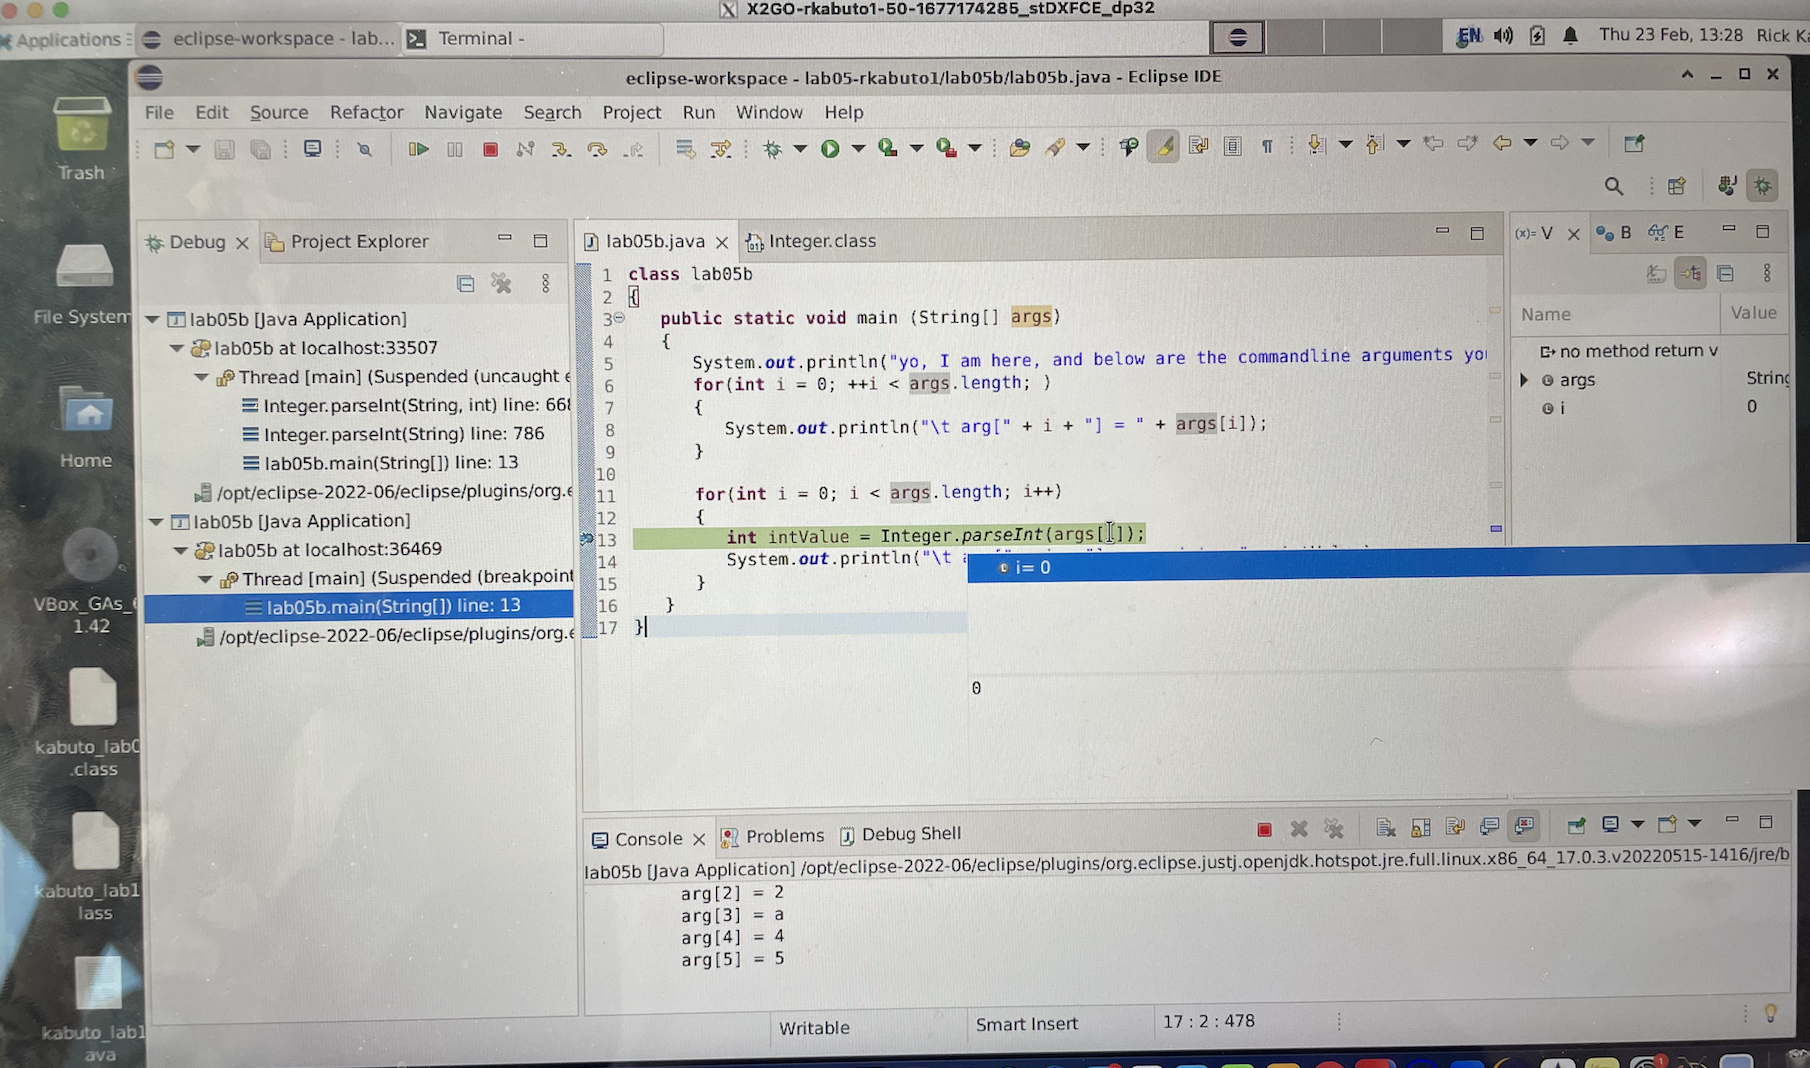 X2GO-rkabuto1-50-1677174285_stDXFCE_dp32
Applications
eclipse-workspace - lab...
Terminal -
EN
Thu 23 Feb, 13:28
Rick
eclipse-workspace - lab05-rkabuto1/lab05b/lab05b.java - Eclipse IDE
File Edit Source Refactor Navigate Search Project Run Window Help
Trash
File System
Home
VBox_GAs_
1.42
kabuto_lab0
.class
kabuto_lab1
lass
kabuto_lab1
ava
Debug
Project Explorer
lab05b [Java Application]
lab05b at localhost:33507
Thread [main] (Suspended (uncaught e
Integer.parseInt(String, int) line: 668
Integer.parseInt(String) line: 786
lab05b.main(String[]) line: 13
/opt/eclipse-2022-06/eclipse/plugins/org.e
lab05b [Java Application]
lab05b at localhost:36469
Thread [main] (Suspended (breakpoint
lab05b.main(String[]) line: 13
/opt/eclipse-2022-06/eclipse/plugins/org.e
lab05b.java
Integer.class
1 class lab05b
2 {
3 public static void main (String[] args)
4 {
5 System.out.println("yo, I am here, and below are the commandline arguments you
6 for(int i = 0; ++i < args.length; )
7 {
8 System.out.println("\t arg[" + i + "] = " + args[i]);
9 }
10
11 for(int i = 0; i < args.length; i++)
12 {
13 int intValue = Integer.parseInt(args[i]);
14 System.out.println("\t a
15 }
16 }
17 }
i= 0
0
(x)= V
B
E
Name Value
no method return v
args String
i 0
Console
Problems
Debug Shell
lab05b [Java Application] /opt/eclipse-2022-06/eclipse/plugins/org.eclipse.justj.openjdk.hotspot.jre.full.linux.x86_64_17.0.3.v20220515-1416/jre/b
arg[2] = 2
arg[3] = a
arg[4] = 4
arg[5] = 5
Writable
Smart Insert
17 : 2 : 478